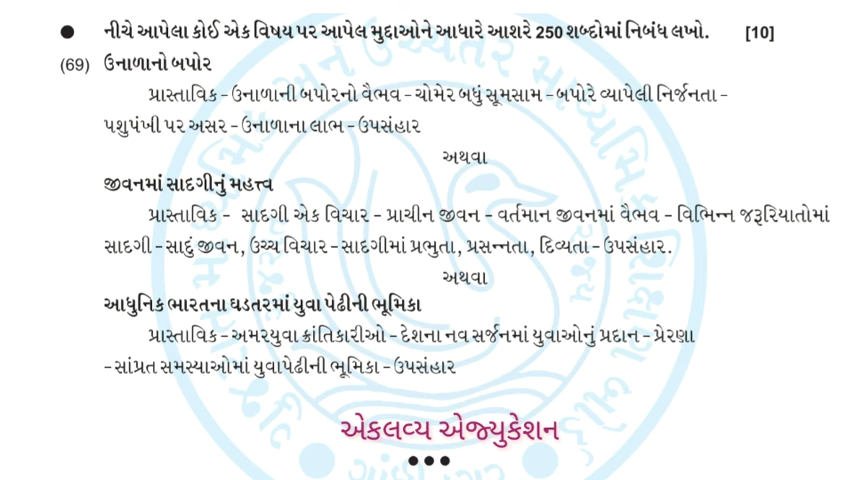 ● નીચે આપેલા કોઈ એક વિષય પર આપેલ મુદ્દાઓને આધારે આશરે 250 શબ્દોમાં નિબંધ લખો. [10]
(69) ઉનાળાનો બપોર
પ્રાસ્તાવિક - ઉનાળાની બપોરનો વૈભવ - ચોમેર બધું સૂમસામ - બપોરે વ્યાપેલી નિર્જનતા -
પશુપંખી પર અસર - ઉનાળાના લાભ - ઉપસંહાર
અથવા
જીવનમાં સાદગીનું મહત્ત્વ
પ્રાસ્તાવિક - સાદગી એક વિચાર - પ્રાચીન જીવન - વર્તમાન જીવનમાં વૈભવ - વિભિન્ન જરૂરિયાતોમાં
સાદગી - સાદું જીવન, ઉચ્ચ વિચાર - સાદગીમાં પ્રભુતા, પ્રસન્નતા, દિવ્યતા - ઉપસંહાર.
અથવા
આધુનિક ભારતના ઘડતરમાં યુવા પેઢીની ભૂમિકા
પ્રાસ્તાવિક - અમરયુવા ક્રાંતિકારીઓ - દેશના નવ સર્જનમાં યુવાઓનું પ્રદાન - પ્રેરણા
- સાંપ્રત સમસ્યાઓમાં યુવાપેઢીની ભૂમિકા - ઉપસંહાર
એકલવ્ય એજ્યુકેશન
●●●